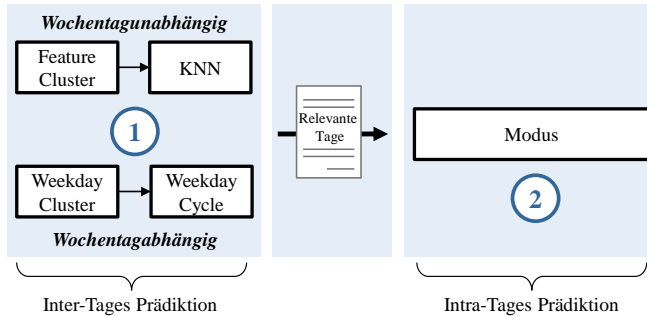 Wochentagunabhängig
Feature
Cluster
KNN
1
Weekday
Cluster
Weekday
Cycle
Wochentagabhängig
Inter-Tages Prädiktion
Relevante
Tage
Modus
2
Intra-Tages Prädiktion